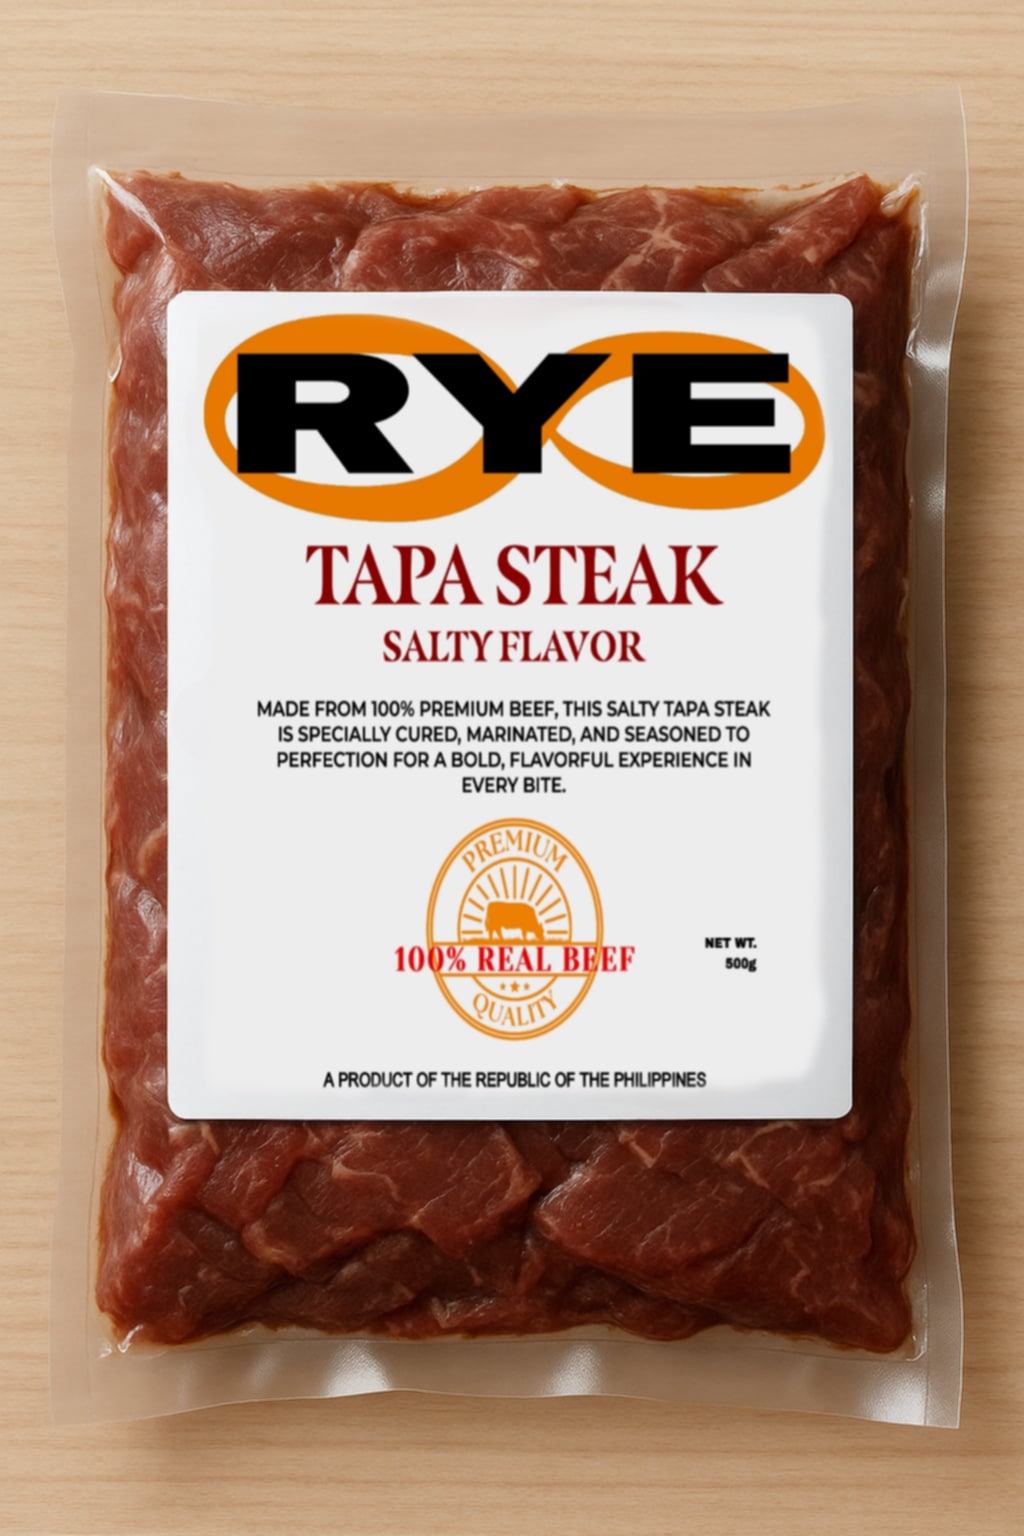 RYE
TAPA STEAK
SALTY FLAVOR
MADE FROM 100% PREMIUM BEEF, THIS SALTY TAPA STEAK
IS SPECIALLY CURED, MARINATED, AND SEASONED TO
PERFECTION FOR A BOLD, FLAVORFUL EXPERIENCE IN
EVERY BITE.
PREMIUM
100% REAL BEEF
QUALITY
NET WT.
500g
A PRODUCT OF THE REPUBLIC OF THE PHILIPPINES